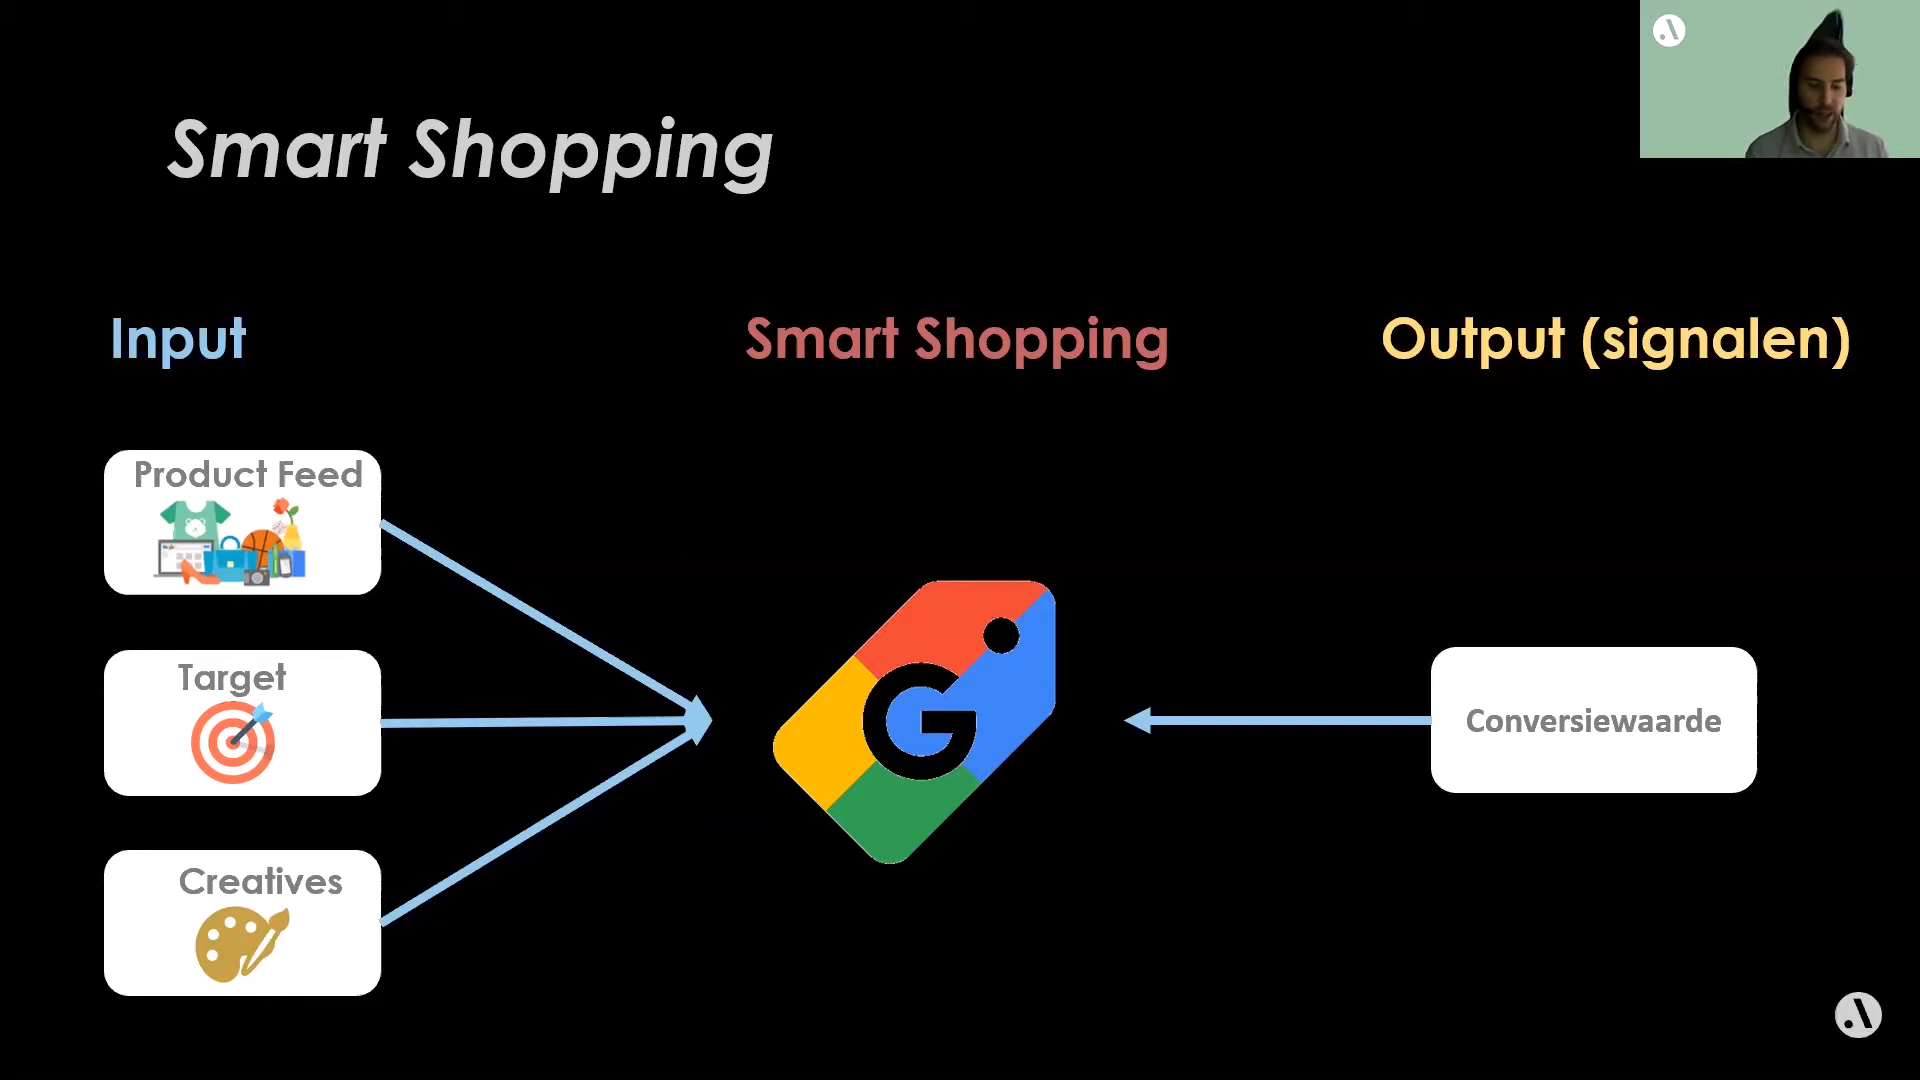 Smart Shopping
Input
Smart Shopping
Output (signalen)
Product Feed
Target
Creatives
Conversiewaarde